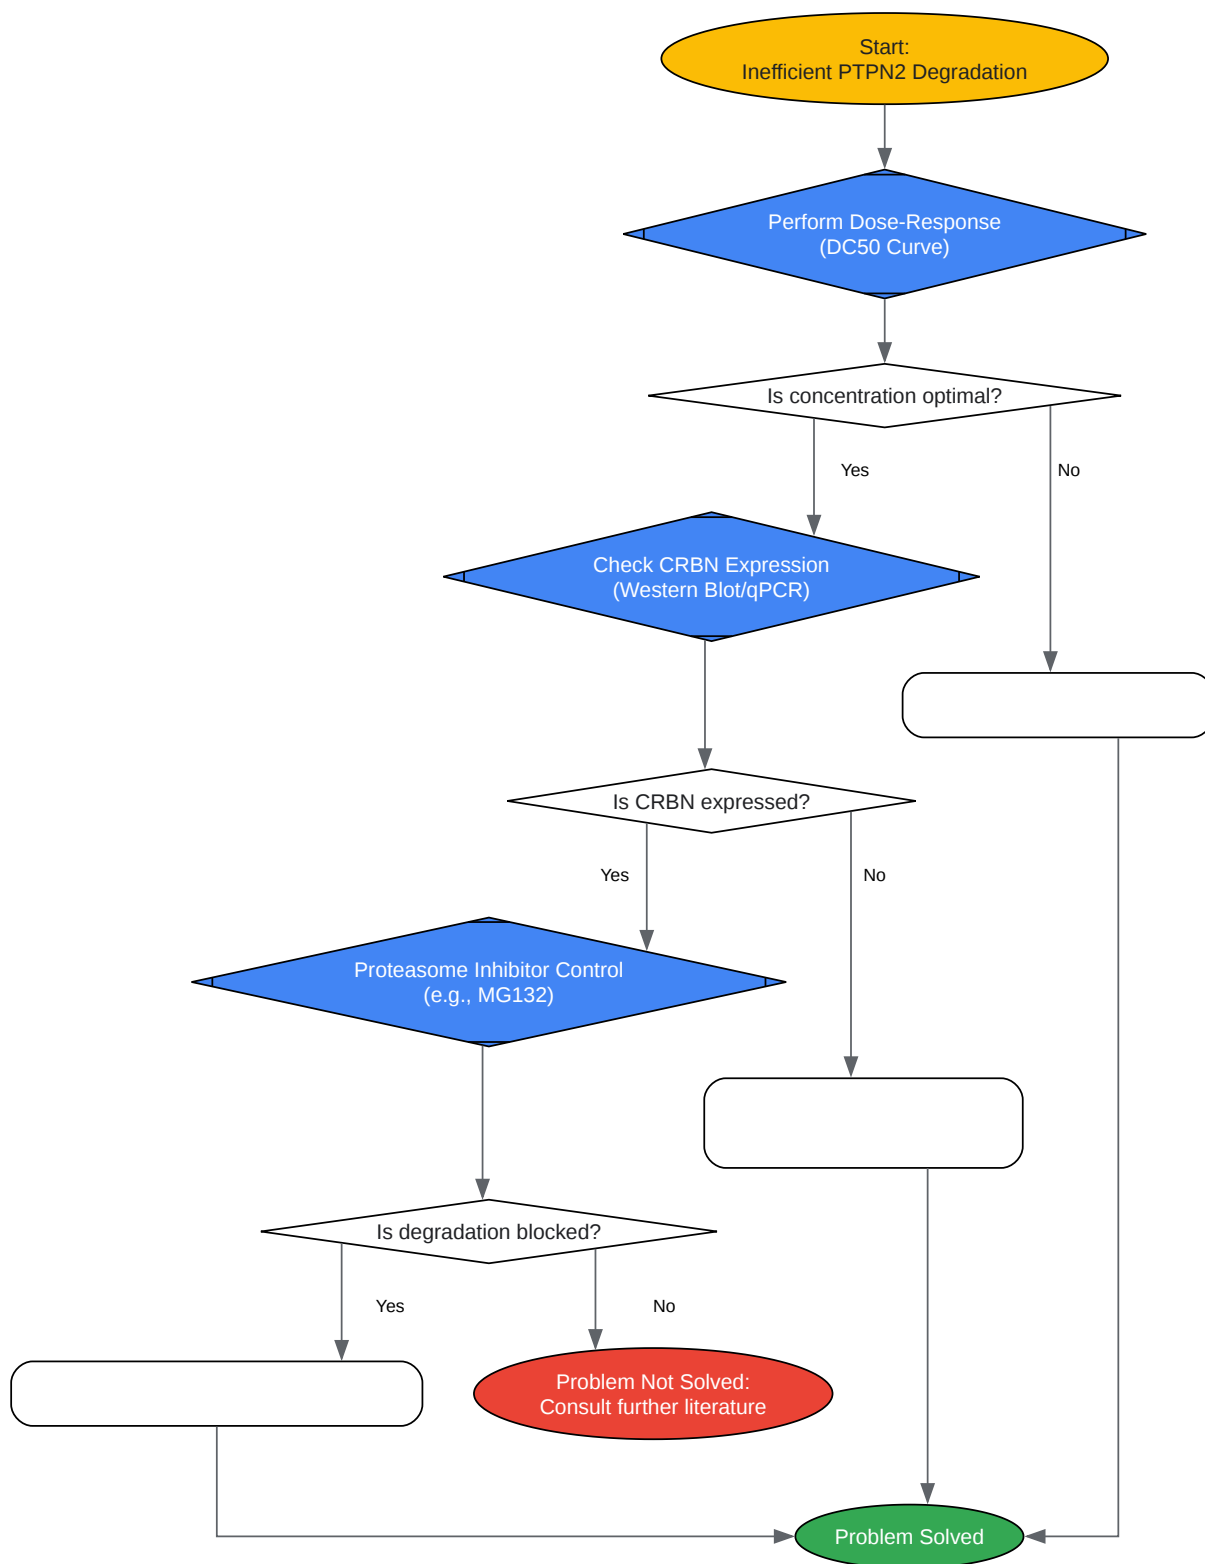 Start:
Inefficient PTPN2 Degradation
Perform Dose-Response
(DC50 Curve)
Is concentration optimal?
Yes
No
Check CRBN Expression
(Western Blot/qPCR)
Is CRBN expressed?
Yes
No
Proteasome Inhibitor Control
(e.g., MG132)
Is degradation blocked?
Yes
No
Problem Not Solved:
Consult further literature
Problem Solved